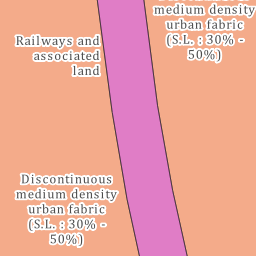 medium density
urban fabric
(S.L. : 30% -
50%)
Railways and
associated
land
Discontinuous
medium density
urban fabric
(S.L. : 30% -
50%)